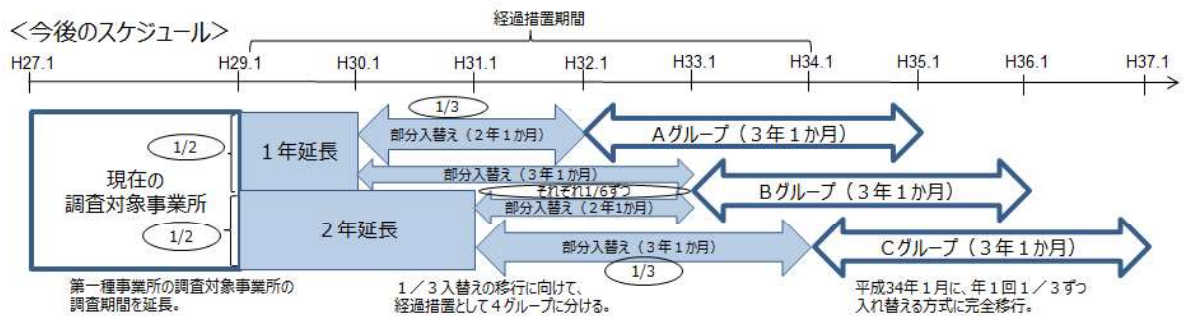 経過措置期間
＜今後のスケジュール＞
H27.1 H29.1 H30.1 H31.1 H32.1 H33.1 H34.1 H35.1 H36.1 H37.1
1/3
部分入替え（２年１か月）
Ａグループ（３年１か月）
1/2
１年延長
部分入替え（３年１か月）
現在の
調査対象事業所
それぞれ1/6ずつ
部分入替え（２年1か月）
Ｂグループ（３年１か月）
1/2
２年延長
部分入替え（３年１か月）
Ｃグループ（３年１か月）
1/3
第一種事業所の調査対象事業所の
調査期間を延長。
１／３入替えの移行に向けて、
経過措置として４グループに分ける。
平成34年１月に、年１回１／３ずつ
入れ替える方式に完全移行。